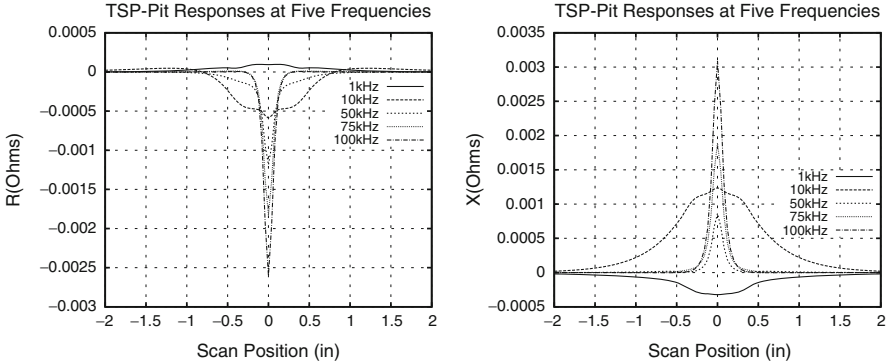 TSP-Pit Responses at Five Frequencies
0.0005
0
−0.0005
−0.001
−0.0015
−0.002
−0.0025
−0.003
R(Ohms)
1kHz
10kHz
50kHz
75kHz
100kHz
−2 −1.5 −1 −0.5 0 0.5 1 1.5 2
Scan Position (in)
TSP-Pit Responses at Five Frequencies
0.0035
0.003
0.0025
0.002
0.0015
0.001
0.0005
0
−0.0005
X(Ohms)
1kHz
10kHz
50kHz
75kHz
100kHz
−2 −1.5 −1 −0.5 0 0.5 1 1.5 2
Scan Position (in)